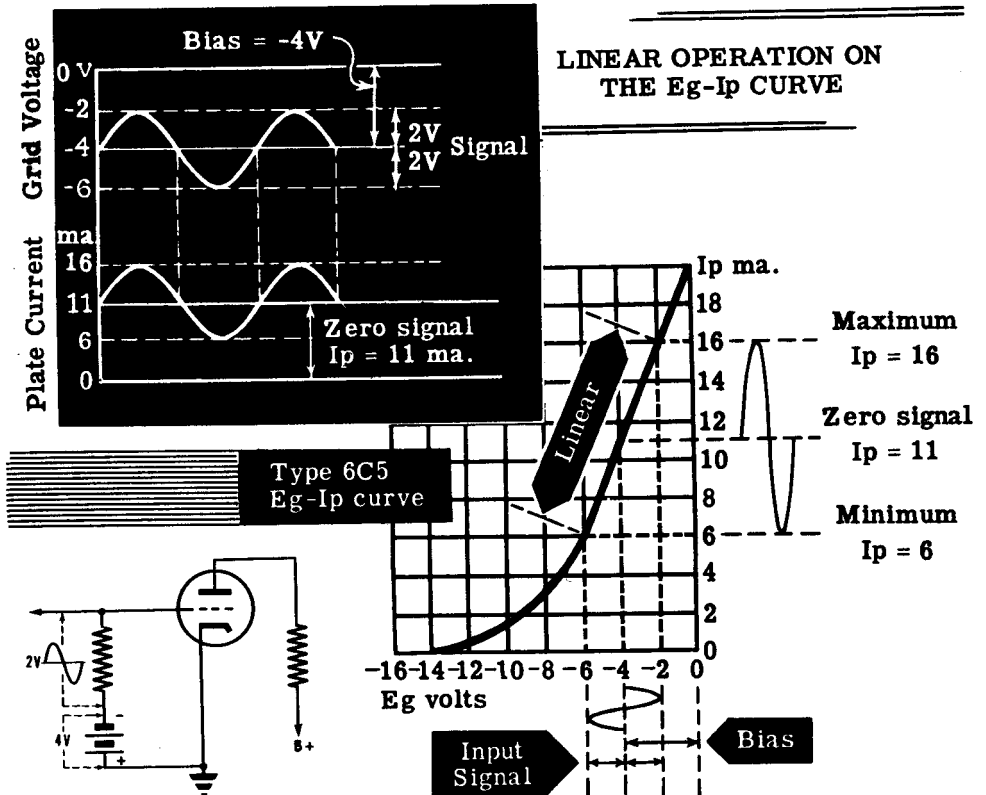 LINEAR OPERATION ON
THE Eg-Ip CURVE
Grid Voltage
Bias = -4V
0 V
-2
-4
-6
2V
2V
Signal
Plate Current
ma
16
11
6
0
Zero signal
Ip = 11 ma.
Type 6C5
Eg-Ip curve
Ip ma.
18
16
14
12
10
8
6
4
2
0
Linear
Maximum
Ip = 16
Zero signal
Ip = 11
Minimum
Ip = 6
-16 -14 -12 -10 -8 -6 -4 -2 0
Eg volts
Input
Signal
Bias
2V
4V
-
+
B+